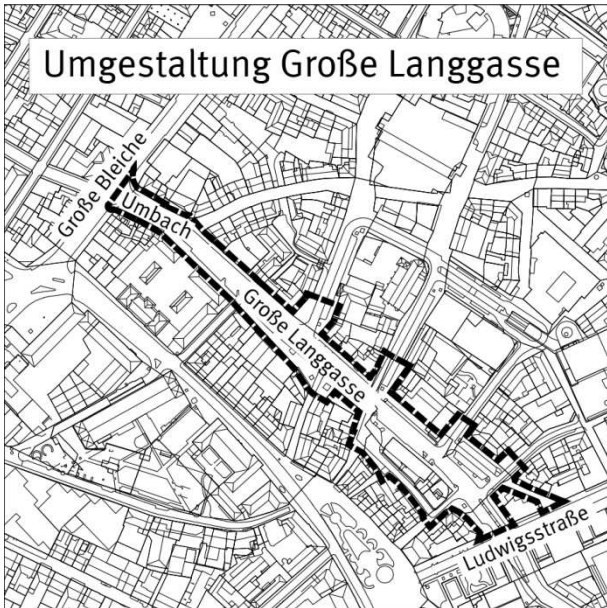 Umgestaltung Große Langgasse
Große Bleiche
Umbach
Große Langgasse
Ludwigsstraße